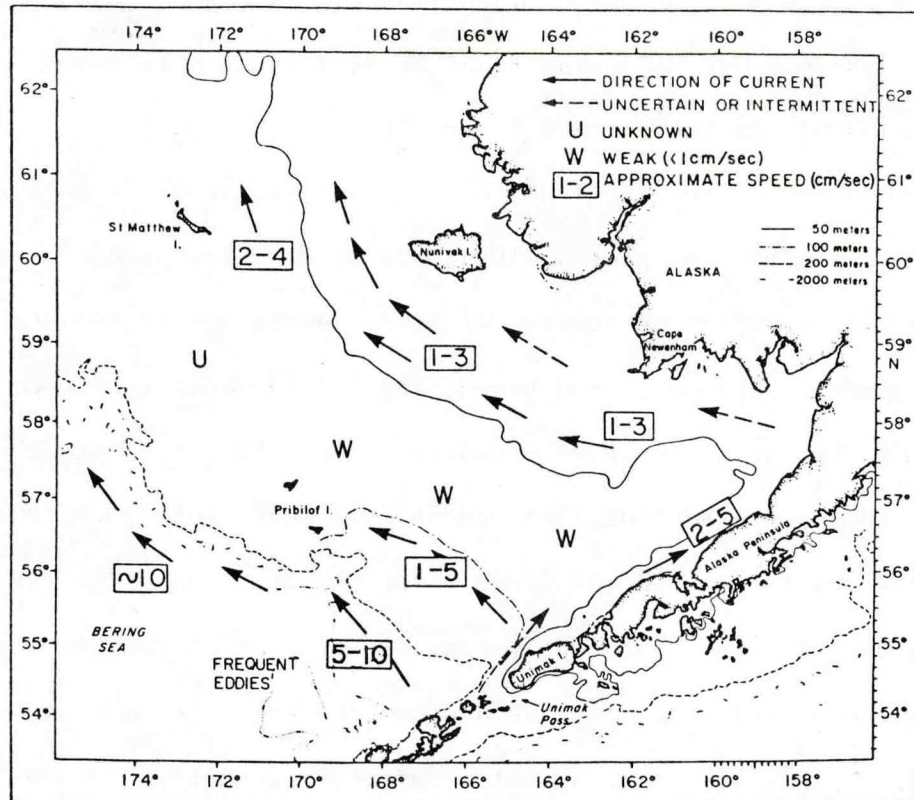 174° 172° 170° 168° 166° 164° 162° 160° 158°
62°
61°
60°
59°
58°
57°
56°
55°
54°
62°
61°
60°
59°
N
58°
57°
56°
55°
54°
DIRECTION OF CURRENT
UNCERTAIN OR INTERMITTENT
U UNKNOWN
W WEAK (<1cm/sec)
1-2 APPROXIMATE SPEED (cm/sec)
50 meters
100 meters
200 meters
2000 meters
St Matthew
I.
2-4
Nunivak I.
ALASKA
Cape
Newenham
U
1-3
1-3
W
W
W
Pribilof I.
2-5
Alaska Peninsula
~10
1-5
BERING
SEA
5-10
FREQUENT
EDDIES
Unimak I.
Unimak
Pass
174° 172° 170° 168° 166° 164° 162° 160° 158°